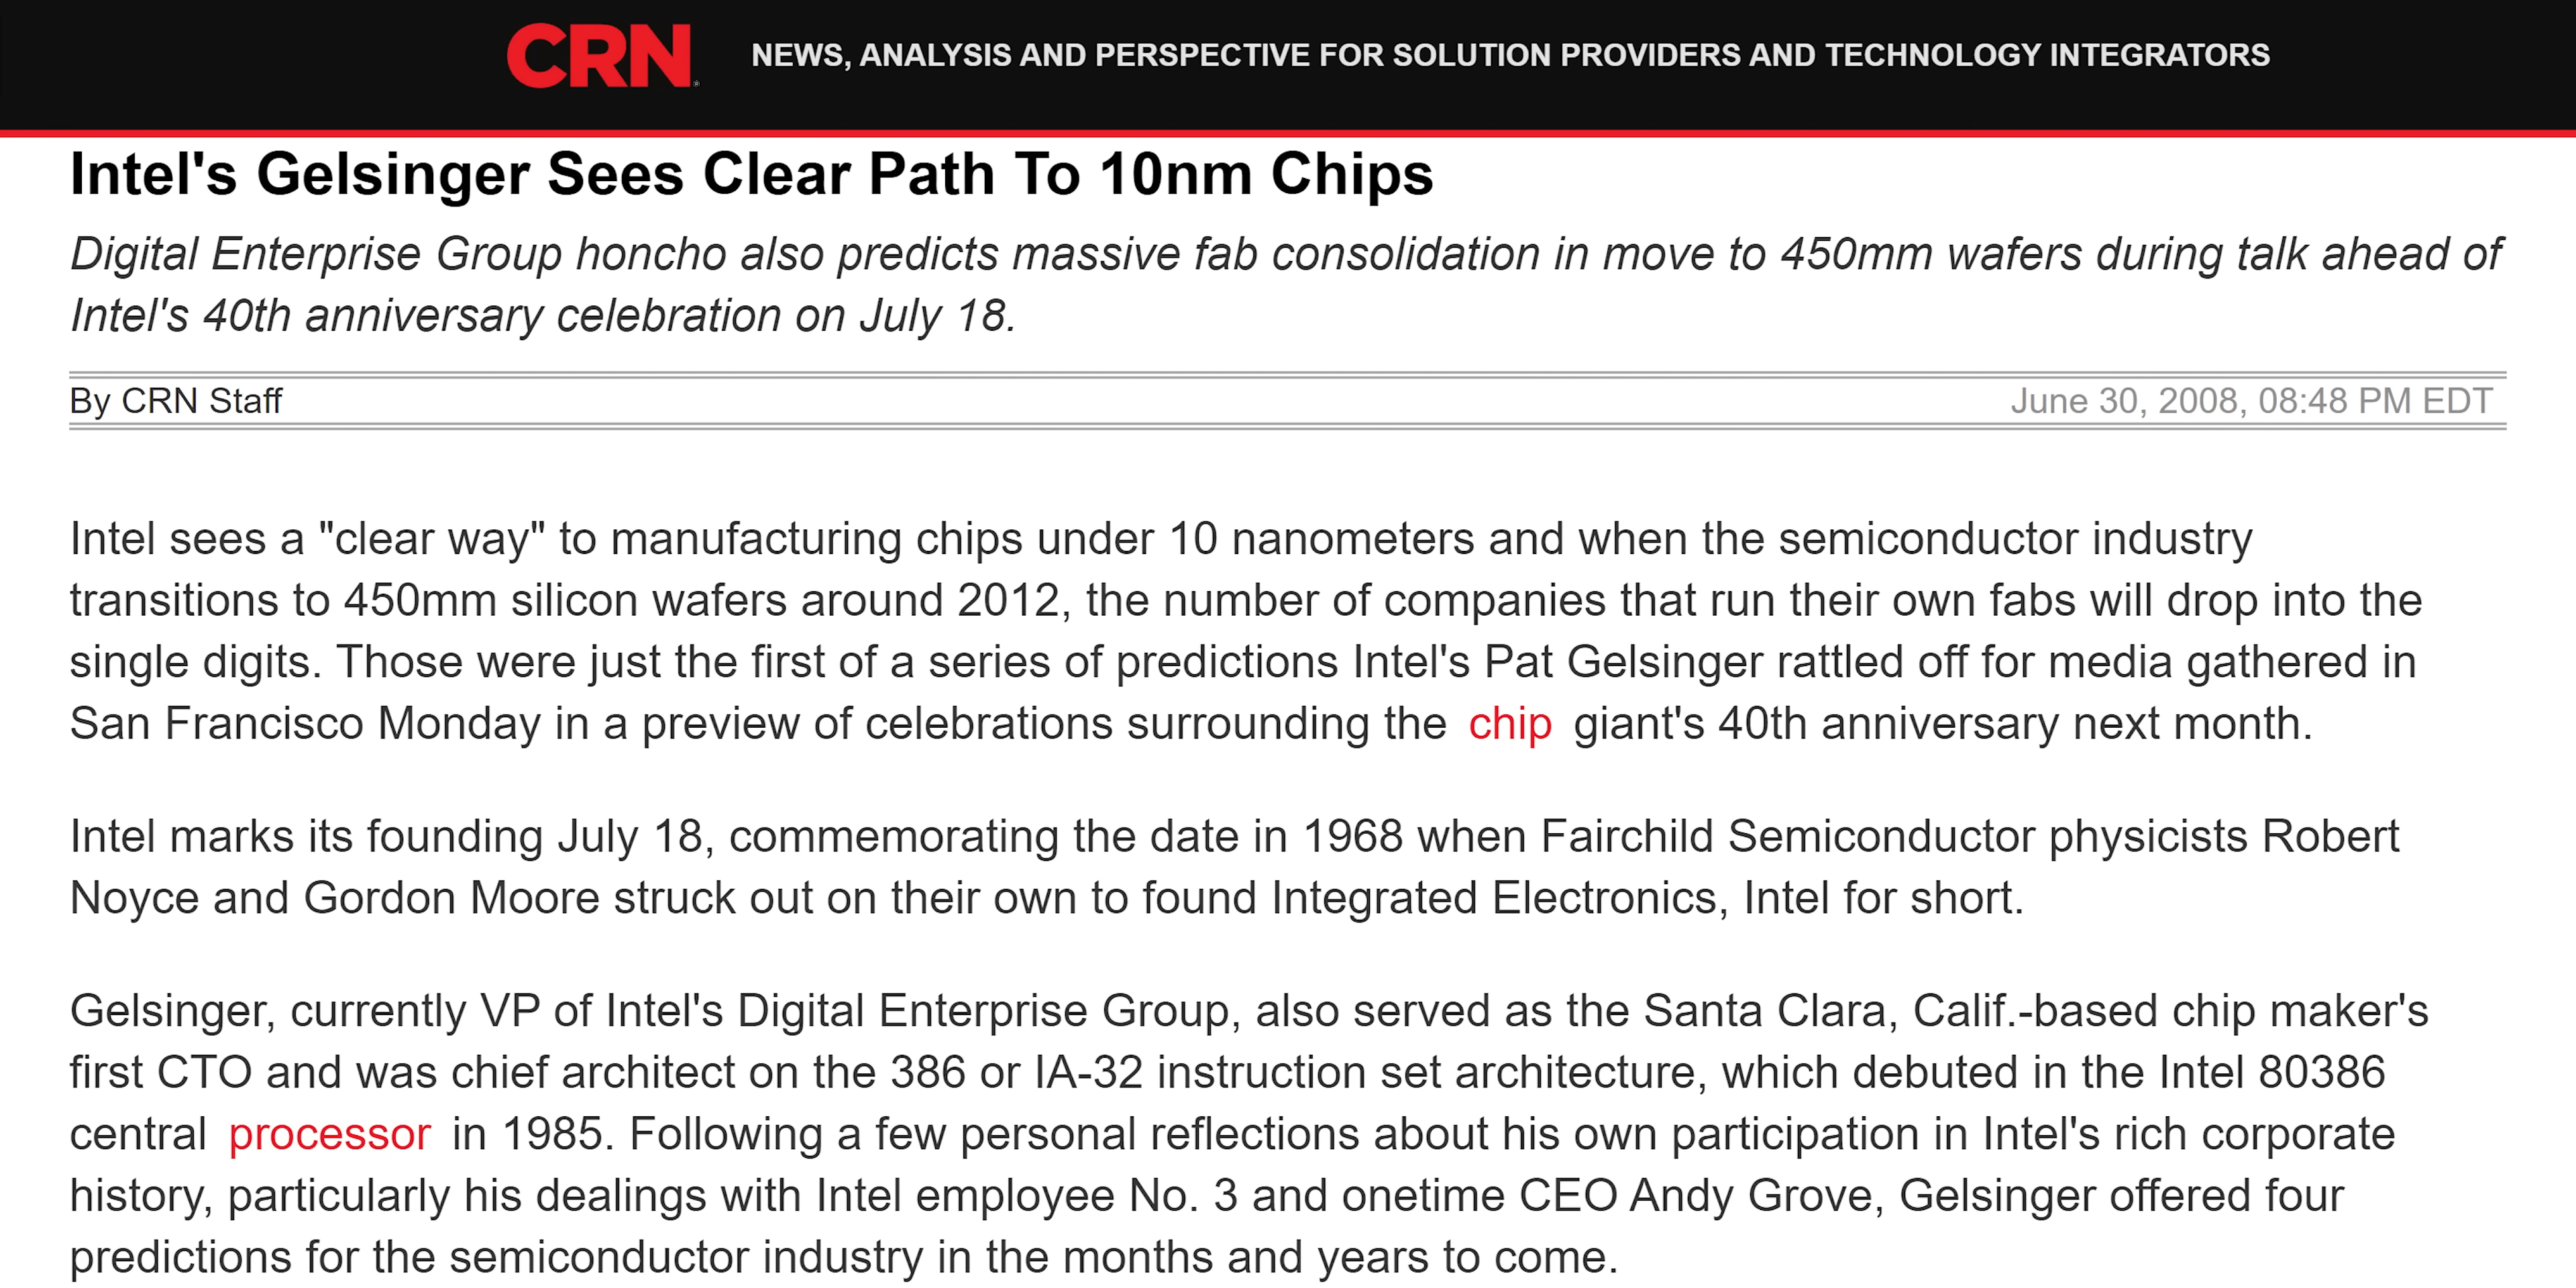 CRN
NEWS, ANALYSIS AND PERSPECTIVE FOR SOLUTION PROVIDERS AND TECHNOLOGY INTEGRATORS
Intel's Gelsinger Sees Clear Path To 10nm Chips
Digital Enterprise Group honcho also predicts massive fab consolidation in move to 450mm wafers during talk ahead of
Intel's 40th anniversary celebration on July 18.
By CRN Staff
June 30, 2008, 08:48 PM EDT
Intel sees a "clear way" to manufacturing chips under 10 nanometers and when the semiconductor industry
transitions to 450mm silicon wafers around 2012, the number of companies that run their own fabs will drop into the
single digits. Those were just the first of a series of predictions Intel's Pat Gelsinger rattled off for media gathered in
San Francisco Monday in a preview of celebrations surrounding the chip giant's 40th anniversary next month.
Intel marks its founding July 18, commemorating the date in 1968 when Fairchild Semiconductor physicists Robert
Noyce and Gordon Moore struck out on their own to found Integrated Electronics, Intel for short.
Gelsinger, currently VP of Intel's Digital Enterprise Group, also served as the Santa Clara, Calif.-based chip maker's
first CTO and was chief architect on the 386 or IA-32 instruction set architecture, which debuted in the Intel 80386
central processor in 1985. Following a few personal reflections about his own participation in Intel's rich corporate
history, particularly his dealings with Intel employee No. 3 and onetime CEO Andy Grove, Gelsinger offered four
predictions for the semiconductor industry in the months and years to come.